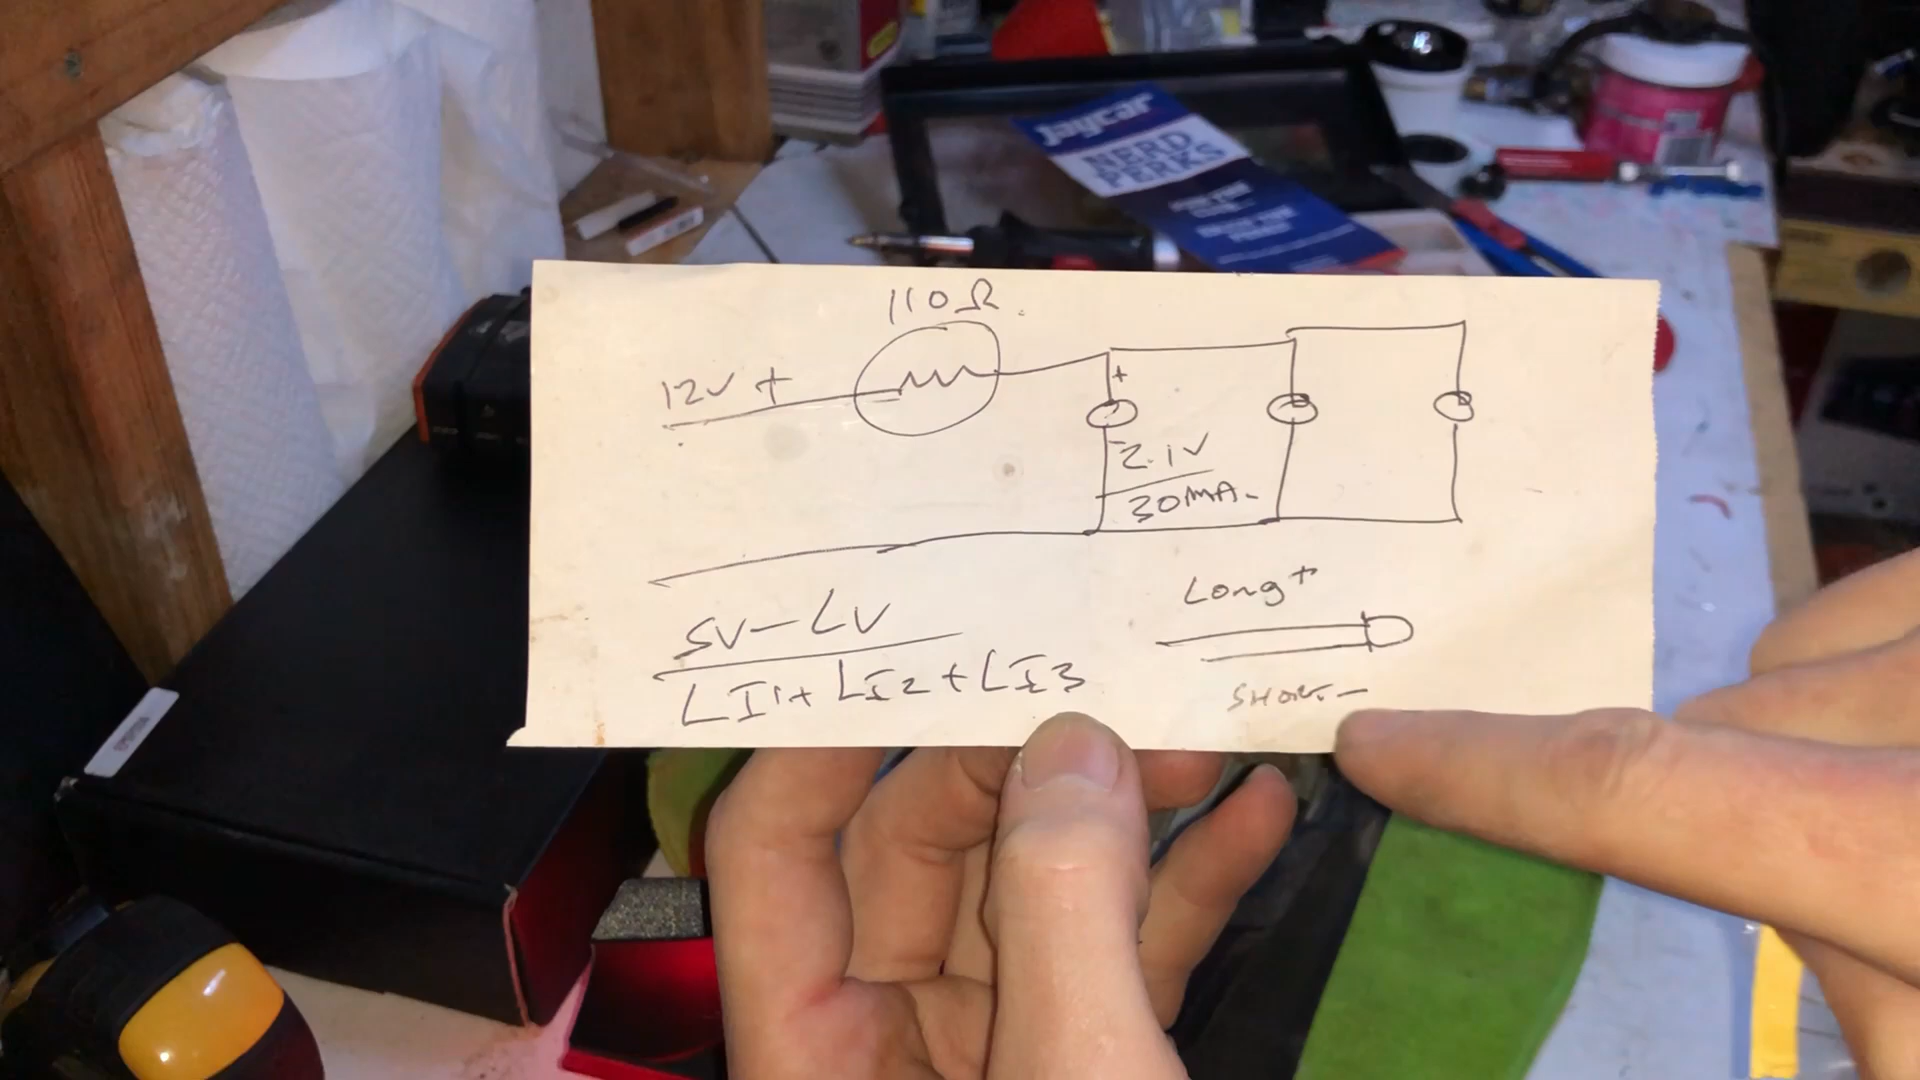 Jaycar
NERD
PERKS
110Ω.
12V +
+
-
2.1V
30MA-
SV-LV
LI1+LI2+LI3
Long+
SHORT-